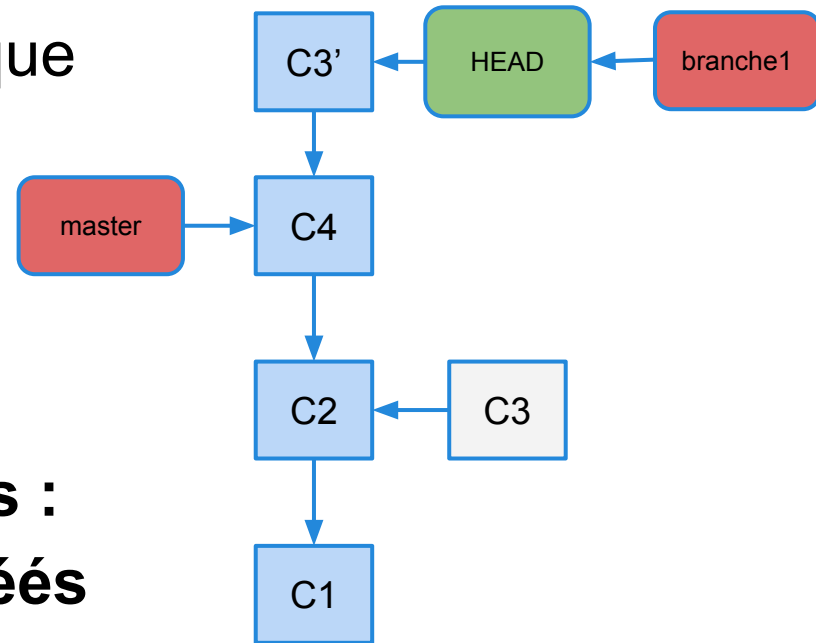 que
C3’
HEAD
branche1
master
C4
C2
C3
s :
éés
C1